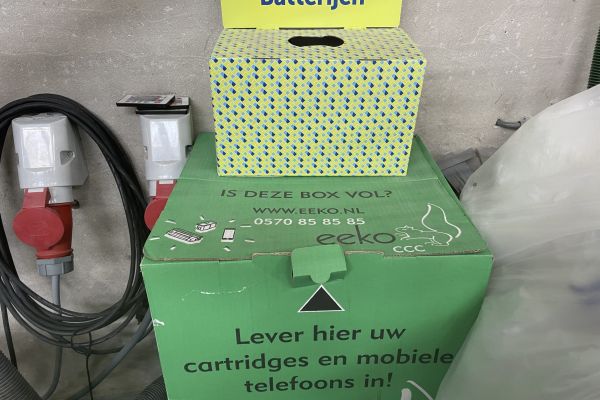 Batterijen
IS DEZE BOX VOL?
WWW.EEKO.NL
0570 85 85 85
eeko
CCC
Lever hier uw
cartridges en mobiele
telefoons in!